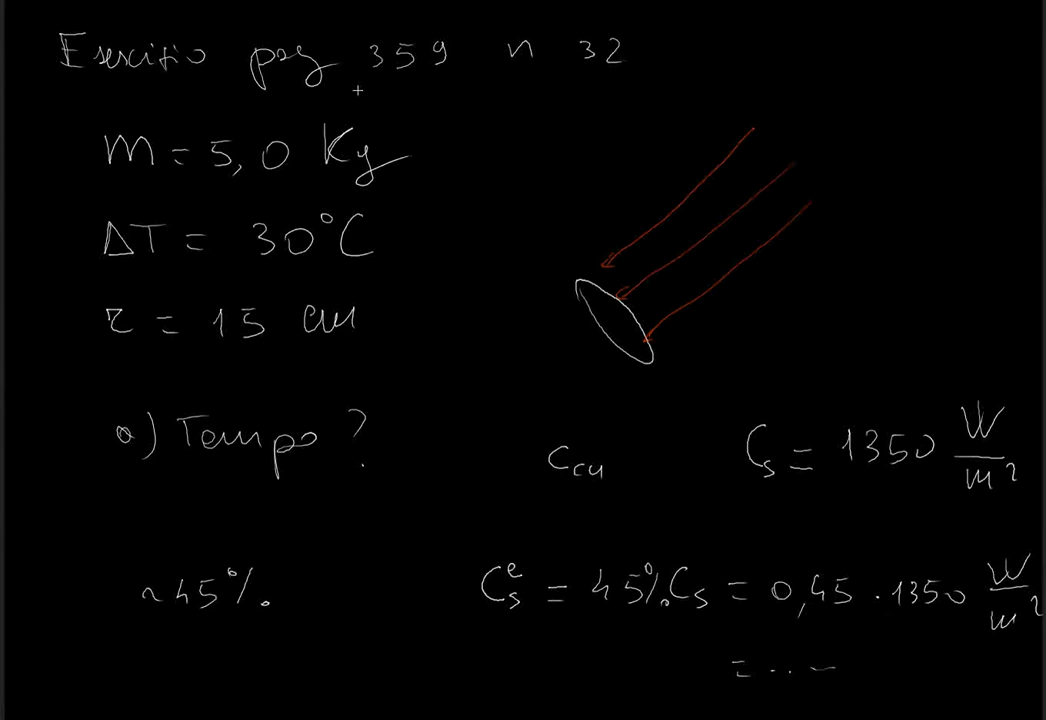 Esercizio pag 359 n 32
m = 5,0 Kg
ΔT = 30°C
r = 15 cm
a) Tempo?
C_cu
C_s = 1350 W/m²
~45%.
C_s^e = 45% C_s = 0,45 · 1350 W/m²
= ...